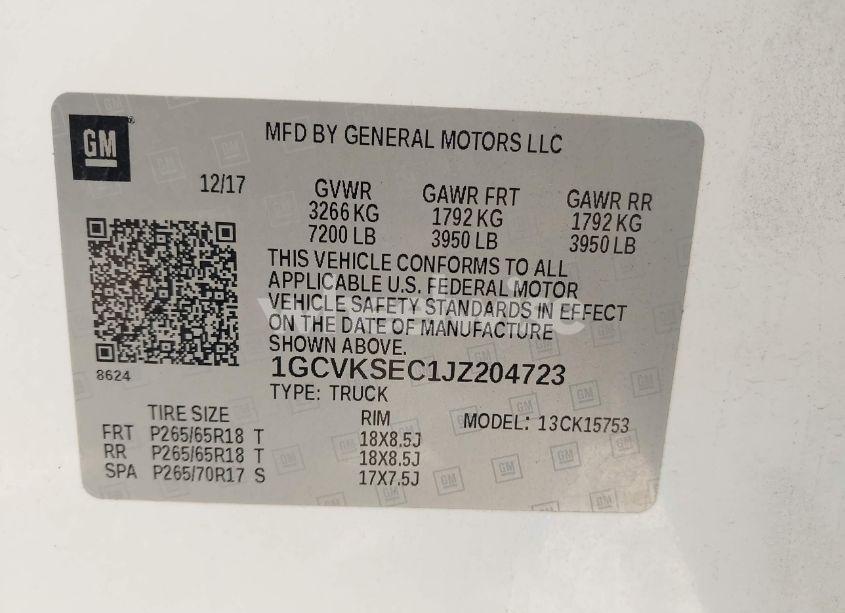 GM
MFD BY GENERAL MOTORS LLC
12/17
GVWR GAWR FRT GAWR RR
3266 KG 1792 KG 1792 KG
7200 LB 3950 LB 3950 LB
THIS VEHICLE CONFORMS TO ALL
APPLICABLE U.S. FEDERAL MOTOR
VEHICLE SAFETY STANDARDS IN EFFECT
ON THE DATE OF MANUFACTURE
SHOWN ABOVE.
8624
1GCVKSEC1JZ204723
TYPE: TRUCK
TIRE SIZE RIM MODEL: 13CK15753
FRT P265/65R18 T 18X8.5J
RR P265/65R18 T 18X8.5J
SPA P265/70R17 S 17X7.5J